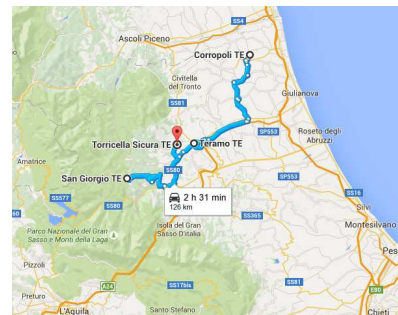 SS4
Ascoli Piceno
Corropoli TE
Civitella
del Tronto
SS81
Giulianova
Torricella Sicura TE
Teramo TE
SP553
Roseto degli
Abruzzi
Amatrice
SS80
San Giorgio TE
SP553
SS577
SS80
2 h 31 min
126 km
SS16
Silvi
SS365
Montesilvano
Isola del Gran
Sasso D'italia
Parco Nazionale del Gran
Sasso e Monti della Laga
Pes
Pizzoli
SS81
A24
SS17bis
E80
Preturo
L'Aquila
Santo Stefano
Chieti